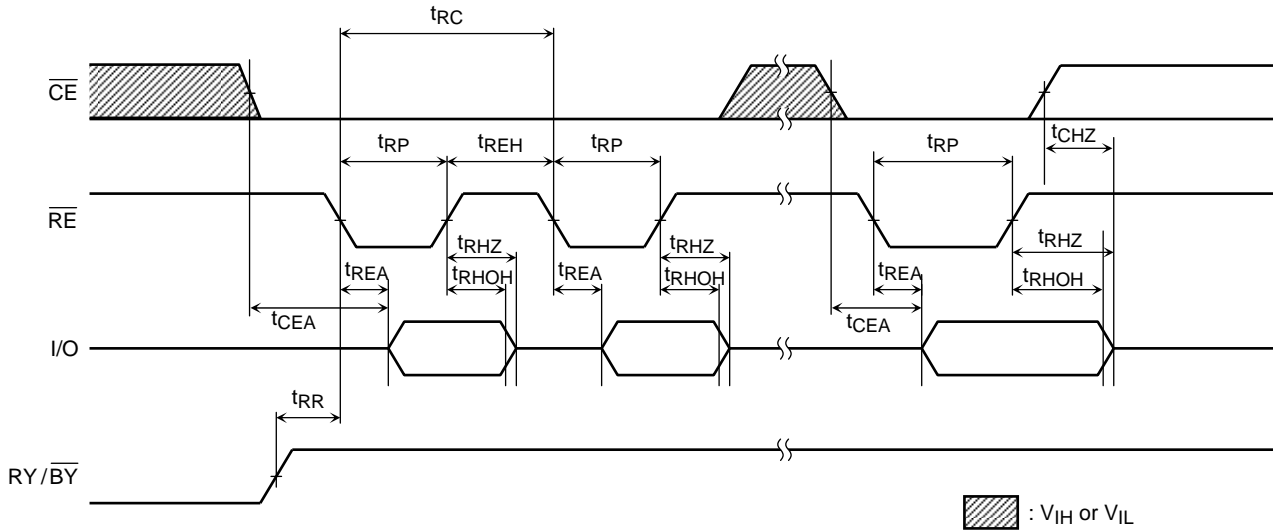 tRC
CE
tCHZ
tRP tREH tRP tRP
RE
tRHZ tRHZ tRHZ
tREA tRHOH tREA tRHOH tREA tRHOH
tCEA tCEA
I/O
tRR
RY/BY
: VIH or VIL